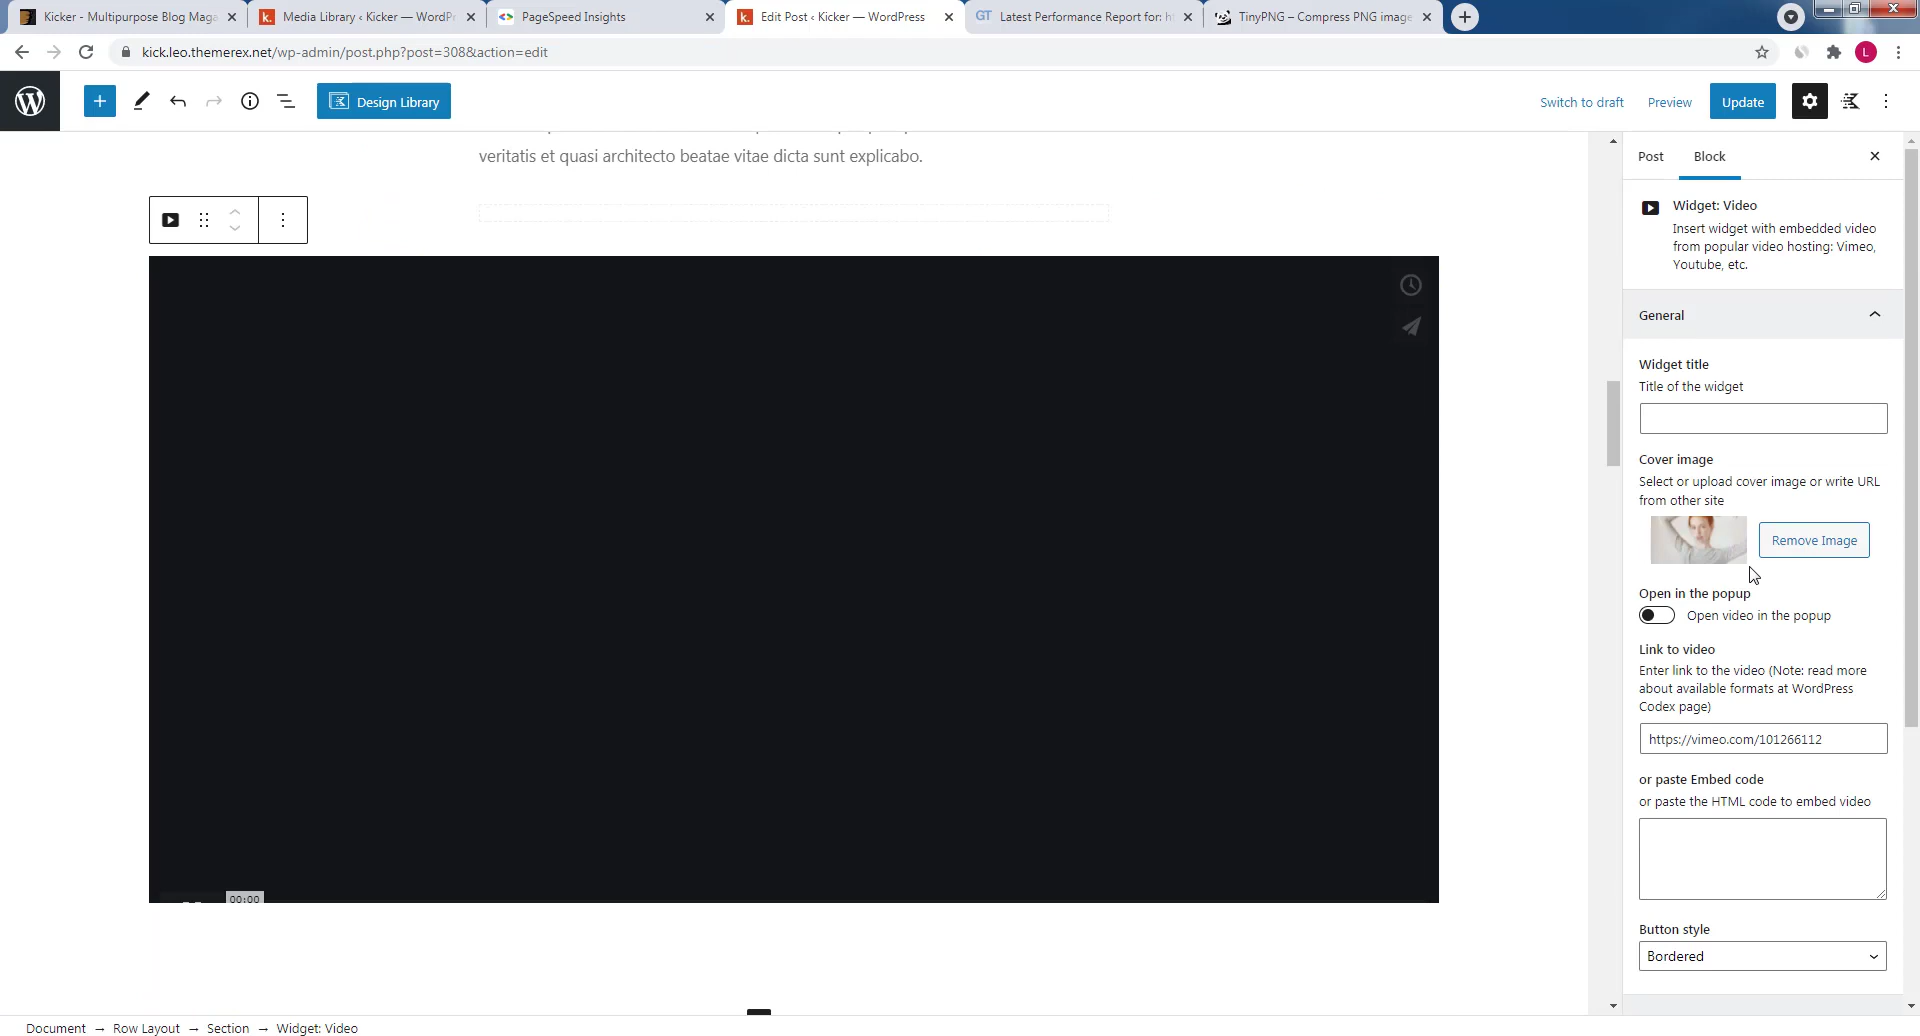 Kicker - Multipurpose Blog Maga
Media Library ‹ Kicker — WordPr
PageSpeed Insights
Edit Post ‹ Kicker — WordPress
GT Latest Performance Report for: h
TinyPNG – Compress PNG image
kick.leo.themerex.net/wp-admin/post.php?post=308&action=edit
L
Design Library
Switch to draft
Preview
Update
veritatis et quasi architecto beatae vitae dicta sunt explicabo.
00:00
Post
Block
Widget: Video
Insert widget with embedded video
from popular video hosting: Vimeo,
Youtube, etc.
General
Widget title
Title of the widget
Cover image
Select or upload cover image or write URL
from other site
Remove Image
Open in the popup
Open video in the popup
Link to video
Enter link to the video (Note: read more
about available formats at WordPress
Codex page)
https://vimeo.com/101266112
or paste Embed code
or paste the HTML code to embed video
Button style
Bordered
Document → Row Layout → Section → Widget: Video